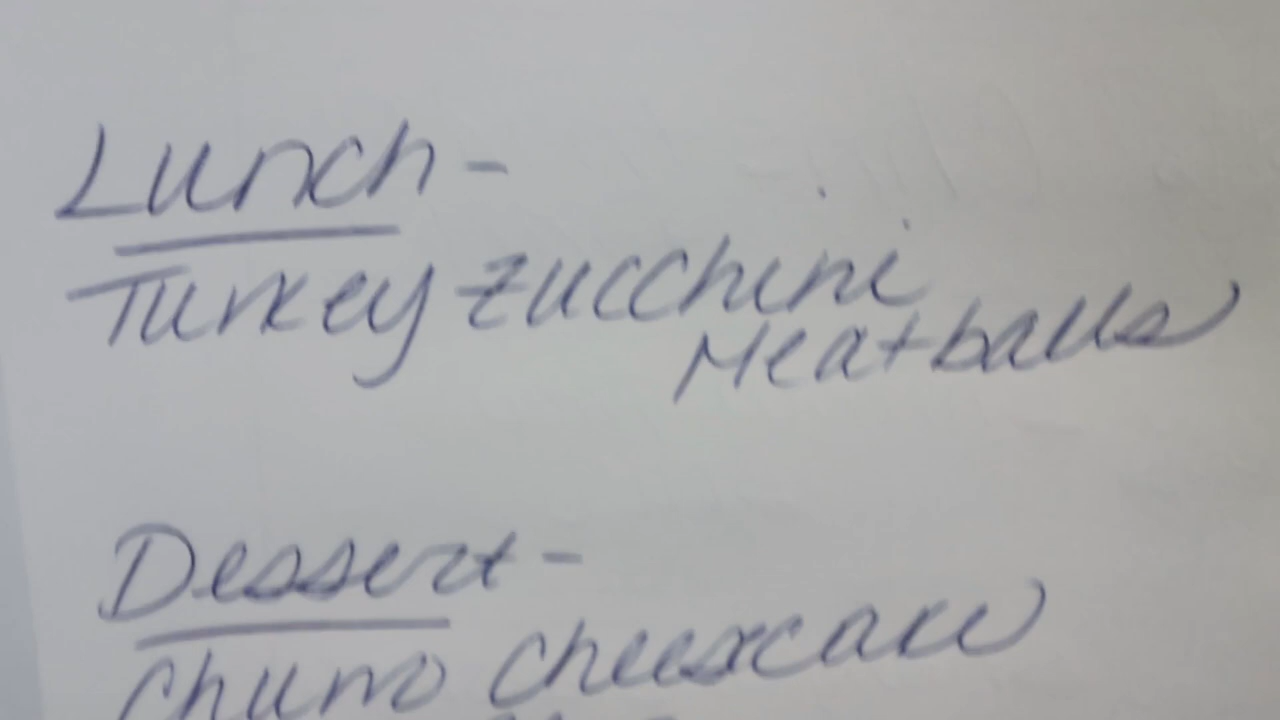 Lunch-
Turkey zucchini
Meatballs
Dessert-
Churro cheesecake